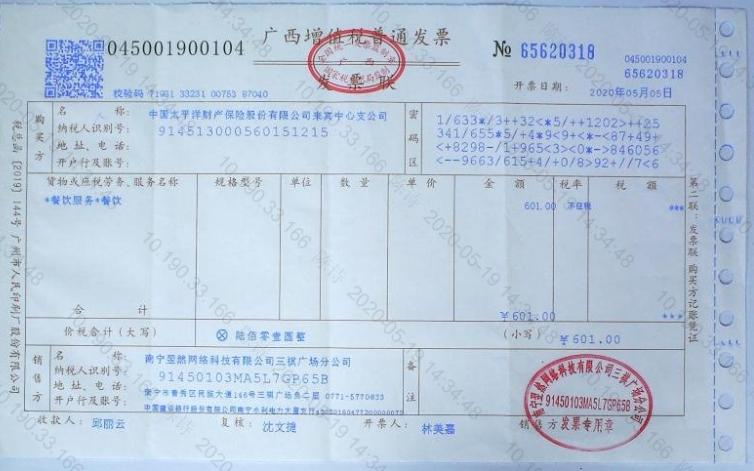 045001900104
广西增值税普通发票
发票联
№ 65620318
045001900104
65620318
校验码 71981 33231 00753 87040
开票日期: 2020年05月05日
购买方
名 称: 中国太平洋财产保险股份有限公司来宾中心支公司
纳税人识别号: 914513000560151215
地址、电话:
开户行及账号:
密码区
1/633*/3++32<*5/++1202>++25
341/655*5/+4*9<9+<*-<87+49<
+<8298-/1+965<3><0*->846056
<--9663/615+4/+0/8>92+//7<6
货物或应税劳务、服务名称 规格型号 单位 数量 单价 金额 税率 税额
*餐饮服务*餐饮 601.00 不征税 ***
合 计 ¥601.00 ***
价税合计(大写) ⊗ 陆佰零壹圆整 (小写) ¥601.00
销售方
名 称: 南宁昱然网络科技有限公司三祺广场分公司
纳税人识别号: 91450103MA5L7GP65B
地址、电话: 南宁市青秀区民族大道166号三祺广场负二层 0771-5770833
开户行及账号: 中国建设银行股份有限公司南宁水利电力大厦支行
备注
南宁昱然网络科技有限公司三祺广场分公司
91450103MA5L7GP65B
发票专用章
收款人: 邱丽云 复核: 沈文捷 开票人: 林美嘉
税总函[2019]144号广州市人民印刷厂股份有限公司
第二联:发票联 购买方记账凭证
10.190.33.166 陈诗 2020-05-19 14:34:48